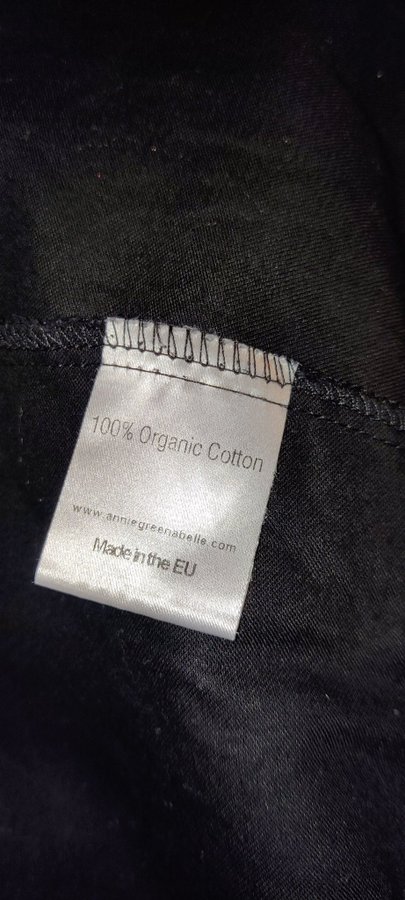 100% Organic Cotton
www.anniegreenabelle.com
Made in the EU